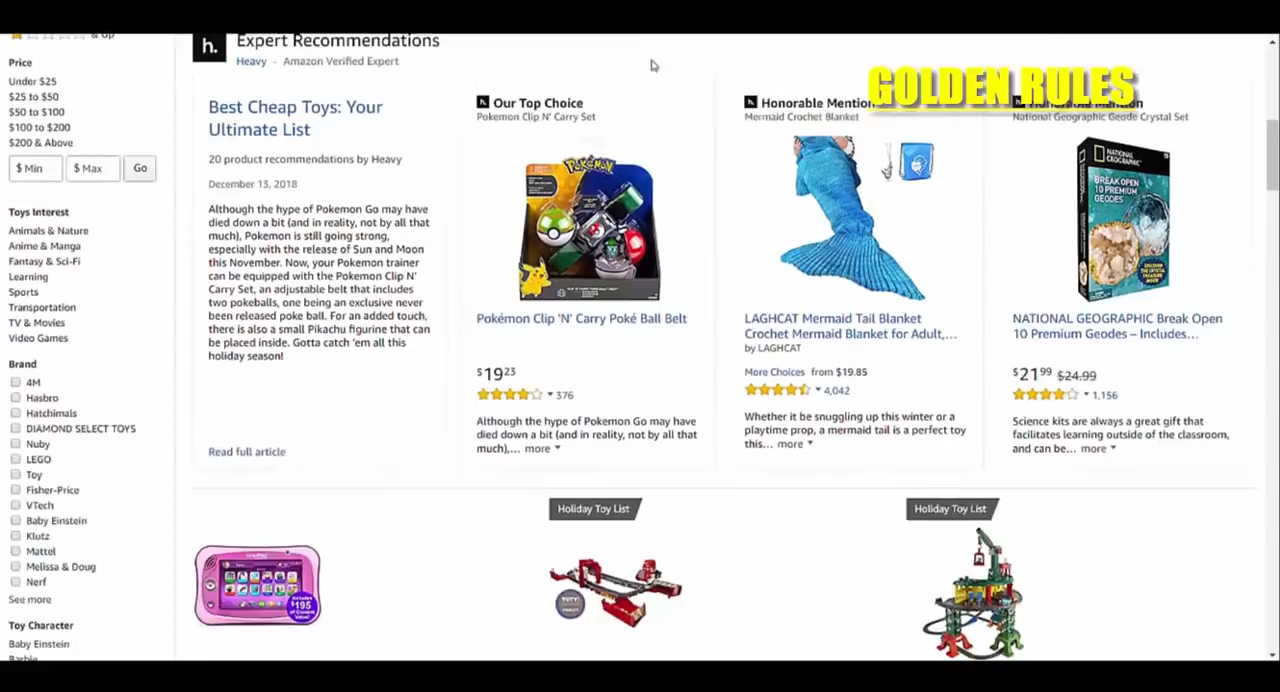 & Up
Price
Under $25
$25 to $50
$50 to $100
$100 to $200
$200 & Above
$ Min
$ Max
Go
Toys Interest
Animals & Nature
Anime & Manga
Fantasy & Sci-Fi
Learning
Sports
Transportation
TV & Movies
Video Games
Brand
4M
Hasbro
Hatchimals
DIAMOND SELECT TOYS
Nuby
LEGO
Toy
Fisher-Price
VTech
Baby Einstein
Klutz
Mattel
Melissa & Doug
Nerf
See more
Toy Character
Baby Einstein
Barbie
h.
Expert Recommendations
Heavy · Amazon Verified Expert
GOLDEN RULES
Best Cheap Toys: Your
Ultimate List
20 product recommendations by Heavy
December 13, 2018
Although the hype of Pokemon Go may have
died down a bit (and in reality, not by all that
much), Pokemon is still going strong,
especially with the release of Sun and Moon
this November. Now, your Pokemon trainer
can be equipped with the Pokemon Clip N'
Carry Set, an adjustable belt that includes
two pokeballs, one being an exclusive never
been released poke ball. For an added touch,
there is also a small Pikachu figurine that can
be placed inside. Gotta catch 'em all this
holiday season!
Read full article
h. Our Top Choice
Pokemon Clip N' Carry Set
POKÉMON
Pokémon Clip 'N' Carry Poké Ball Belt
$19.23
376
Although the hype of Pokemon Go may have
died down a bit (and in reality, not by all that
much),... more
h. Honorable Mention
Mermaid Crochet Blanket
LAGHCAT Mermaid Tail Blanket
Crochet Mermaid Blanket for Adult,...
by LAGHCAT
More Choices from $19.85
4,042
Whether it be snuggling up this winter or a
playtime prop, a mermaid tail is a perfect toy
this... more
h. Honorable Mention
National Geographic Geode Crystal Set
NATIONAL
GEOGRAPHIC
BREAK OPEN
10 PREMIUM
GEODES
NATIONAL GEOGRAPHIC Break Open
10 Premium Geodes – Includes...
$21.99 $24.99
1,156
Science kits are always a great gift that
facilitates learning outside of the classroom,
and can be... more
Includes
$195
Holiday Toy List
Holiday Toy List